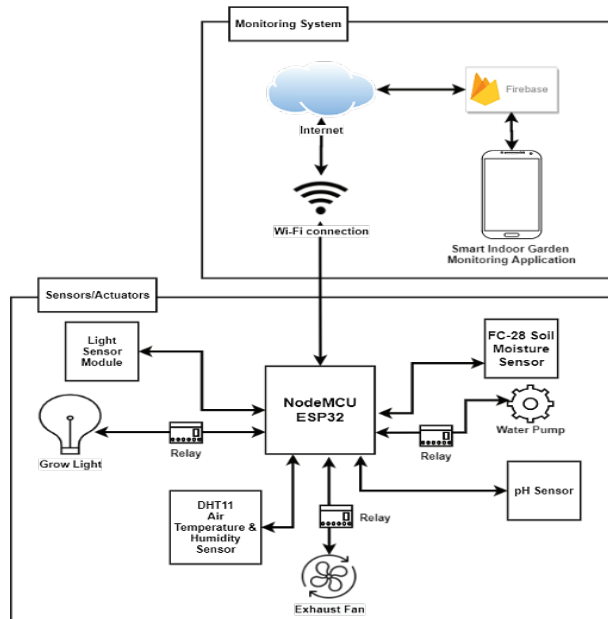 Monitoring System
Firebase
Internet
Wi-Fi connection
Smart Indoor Garden
Monitoring Application
Sensors/Actuators
Light
Sensor
Module
FC-28 Soil
Moisture
Sensor
NodeMCU
ESP32
Grow Light
Relay
Relay
Water Pump
DHT11
Air
Temperature &
Humidity
Sensor
Relay
pH Sensor
Exhaust Fan